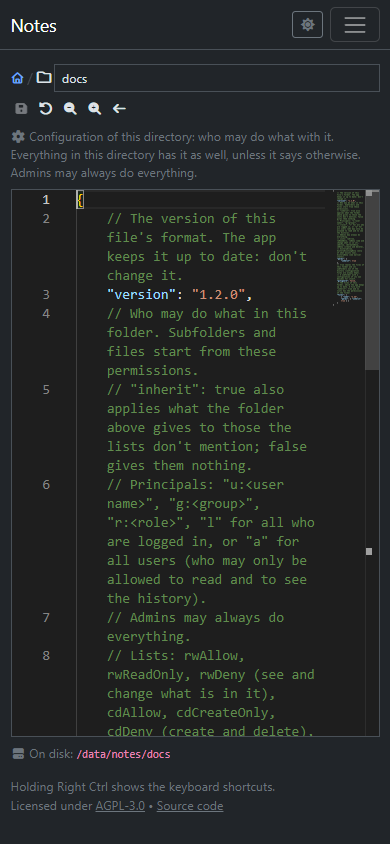 Notes
/ docs
Configuration of this directory: who may do what with it.
Everything in this directory has it as well, unless it says otherwise.
Admins may always do everything.
1 {
2 // The version of this
file's format. The app
keeps it up to date: don't
change it.
3 "version": "1.2.0",
4 // Who may do what in this
folder. Subfolders and
files start from these
permissions.
5 // "inherit": true also
applies what the folder
above gives to those the
lists don't mention; false
gives them nothing.
6 // Principals: "u:<user
name>", "g:<group>",
"r:<role>", "l" for all who
are logged in, or "a" for
all users (who may only be
allowed to read and to see
the history).
7 // Admins may always do
everything.
8 // Lists: rwAllow,
rwReadOnly, rwDeny (see and
change what is in it),
cdAllow, cdCreateOnly,
cdDeny (create and delete).
On disk: /data/notes/docs
Holding Right Ctrl shows the keyboard shortcuts.
Licensed under AGPL-3.0 • Source code